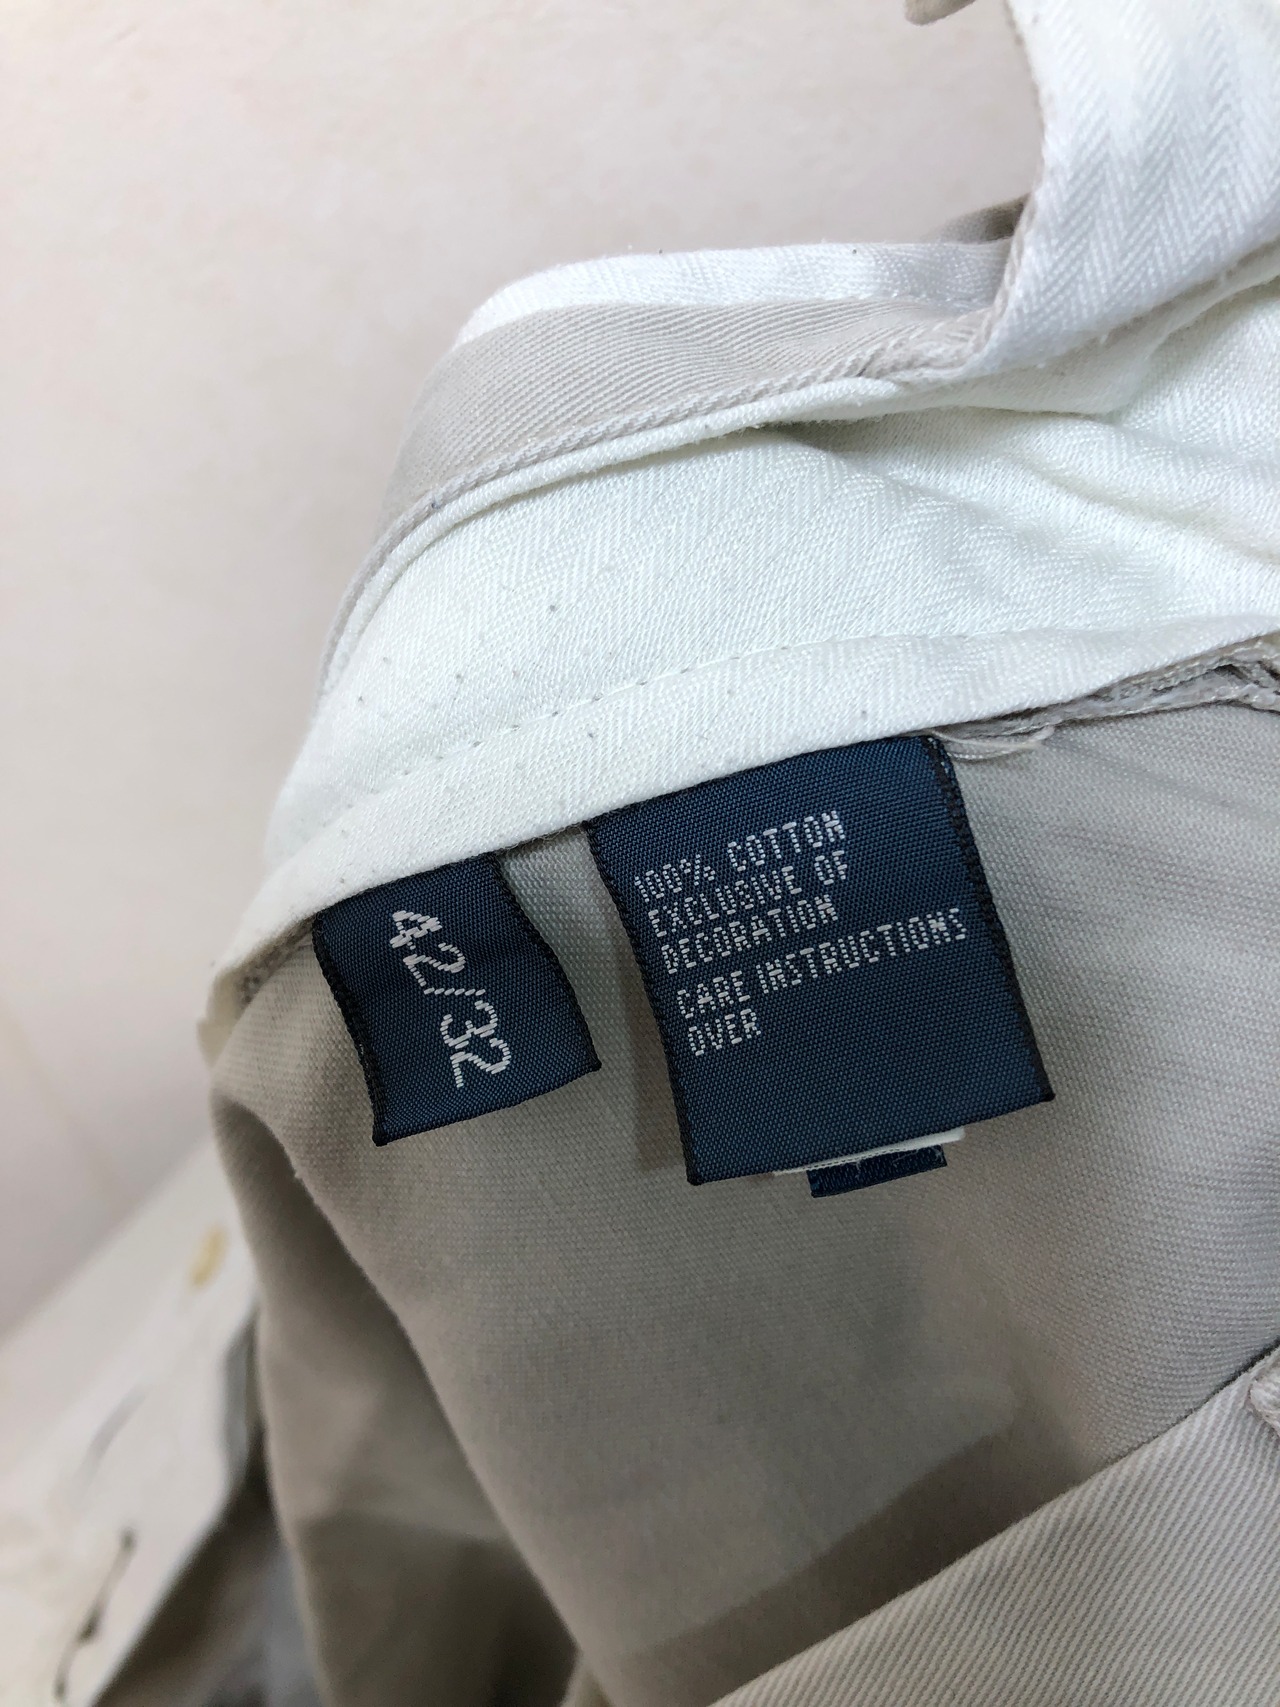 42/32
100% COTTON
EXCLUSIVE OF
DECORATION
CARE INSTRUCTIONS
OVER